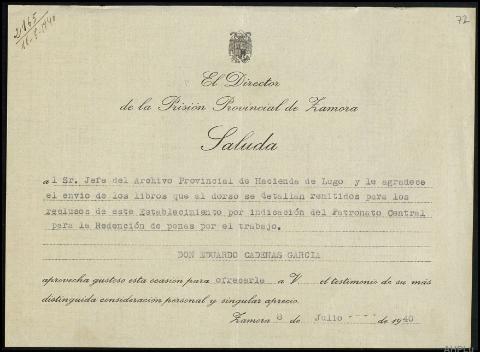 2165
72
El Director
de la Prisión Provincial de Zamora
Saluda
al Sr. Jefe del Archivo Provincial de Hacienda de Lugo y le agradece
el envio de los libros que al dorso se detallan remitidos para los
reclusos de este Establecimiento por indicación del Patronato Central
para la Redención de penas por el trabajo.
DON EDUARDO CADENAS GARCIA
aprovecha gustoso esta ocasión para ofrecerle a V. el testimonio de su más
distinguida consideración personal y singular aprecio.
Zamora 8 de Julio - - - - de 1940
AHPLU